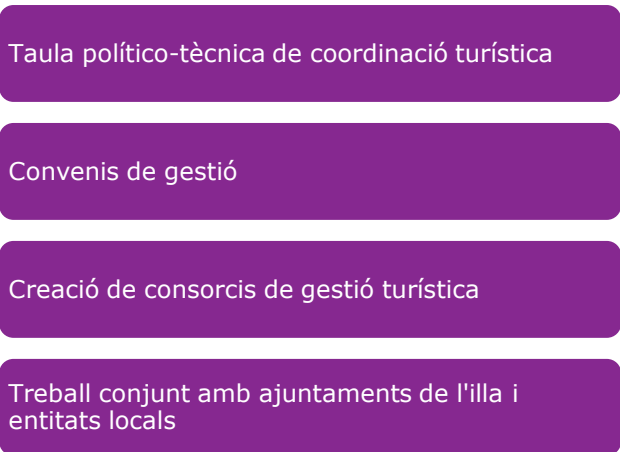 Taula político-tècnica de coordinació turística
Convenis de gestió
Creació de consorcis de gestió turística
Treball conjunt amb ajuntaments de l'illa i
entitats locals